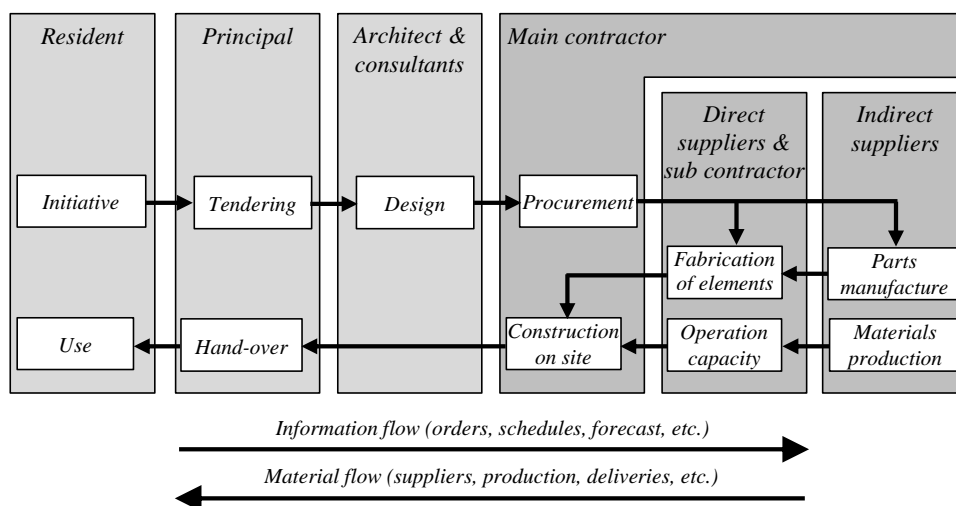 Resident
Principal
Architect &
consultants
Main contractor
Direct
suppliers &
sub contractor
Indirect
suppliers
Initiative
Tendering
Design
Procurement
Fabrication
of elements
Parts
manufacture
Use
Hand-over
Construction
on site
Operation
capacity
Materials
production
Information flow (orders, schedules, forecast, etc.)
Material flow (suppliers, production, deliveries, etc.)